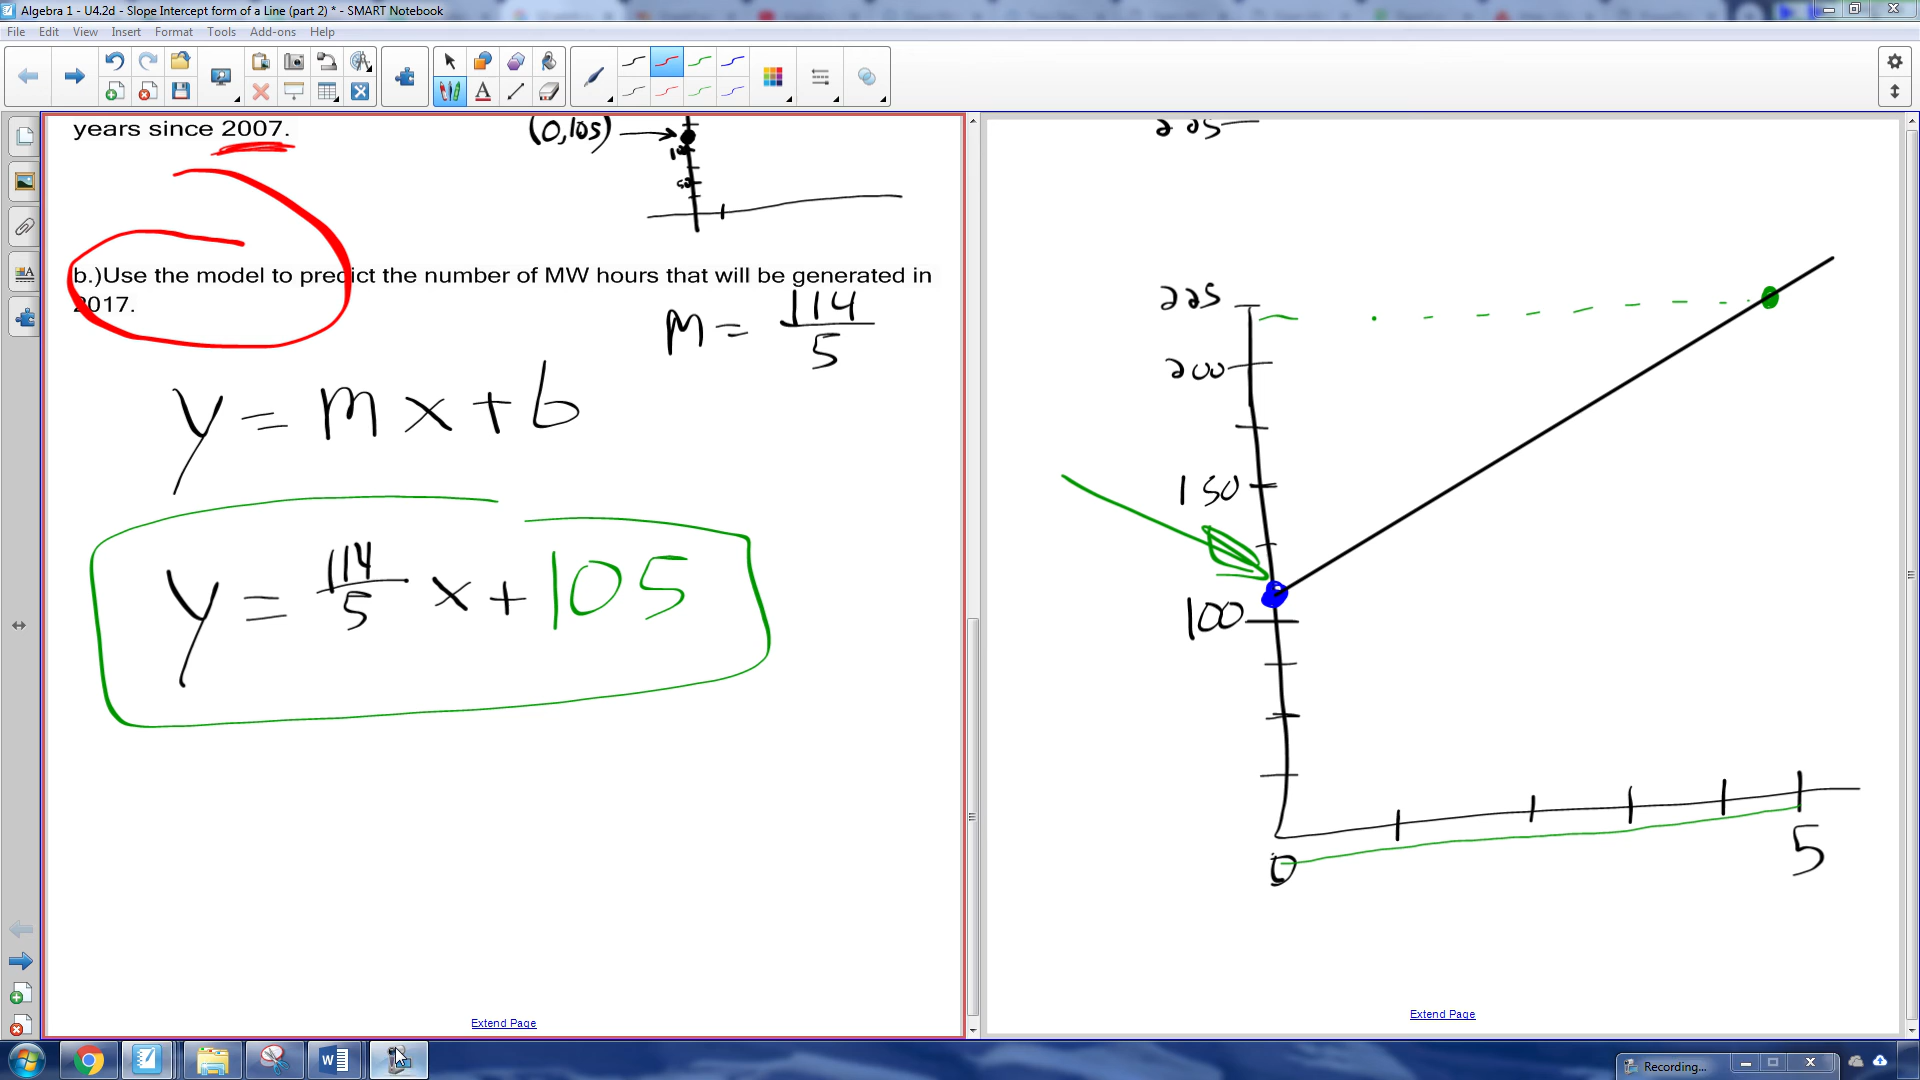 Algebra 1 - U4.2d - Slope Intercept form of a Line (part 2) * - SMART Notebook
File Edit View Insert Format Tools Add-ons Help
years since 2007.
(0,105)
50
b.)Use the model to predict the number of MW hours that will be generated in
2017.
m = 114/5
y = mx+b
y = 114/5 x + 105
Extend Page
225
225
200
150
100
0
5
Extend Page
Recording...